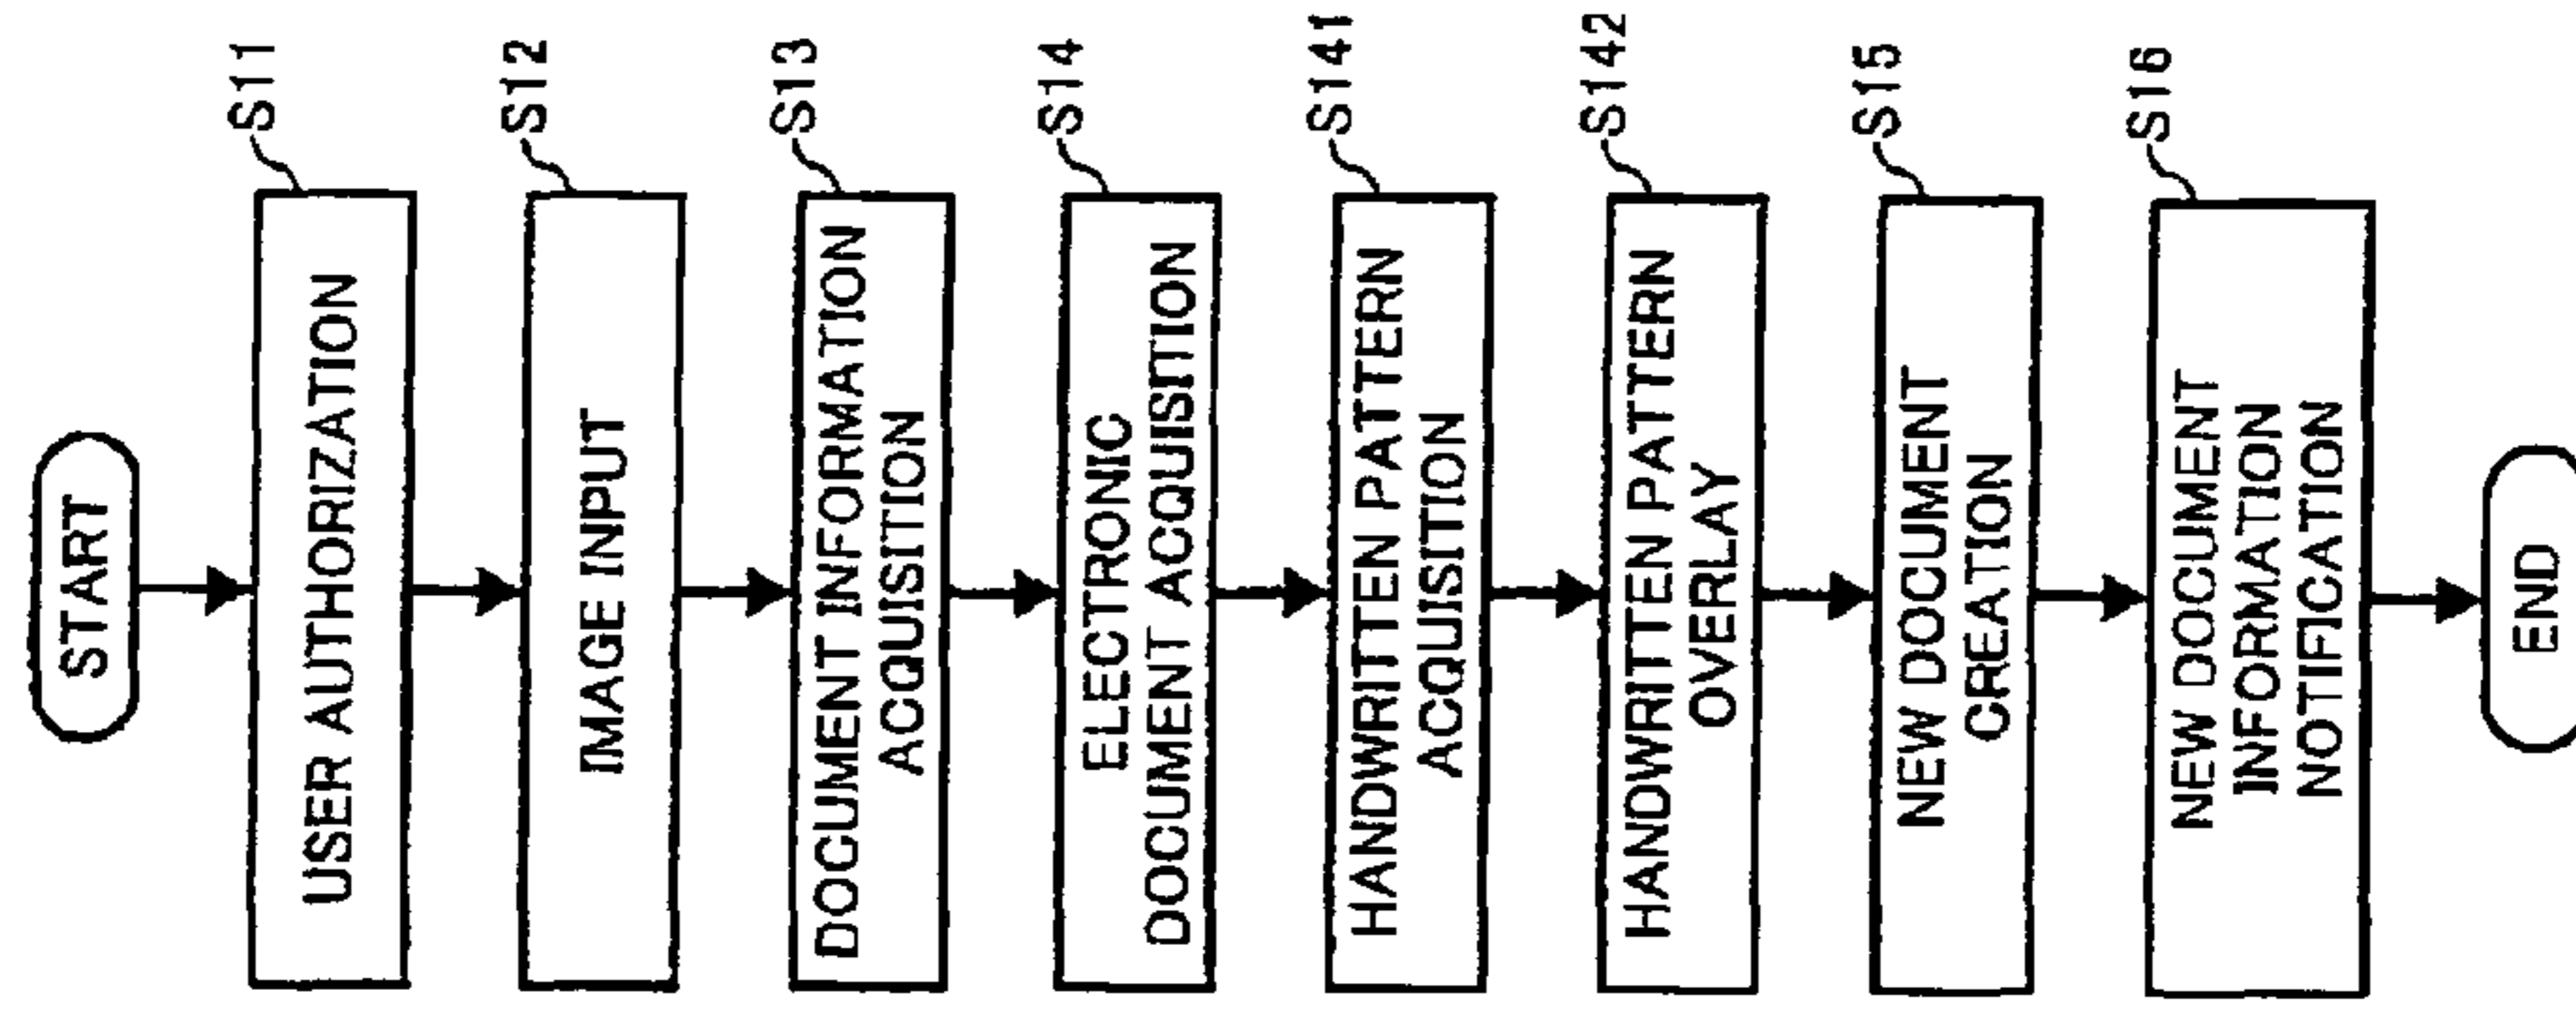 START
S11
USER AUTHORIZATION
S12
IMAGE INPUT
S13
DOCUMENT INFORMATION
ACQUISITION
S14
ELECTRONIC
DOCUMENT ACQUISITION
S141
HANDWRITTEN PATTERN
ACQUISITION
S142
HANDWRITTEN PATTERN
OVERLAY
S15
NEW DOCUMENT
CREATION
S16
NEW DOCUMENT
INFORMATION
NOTIFICATION
END